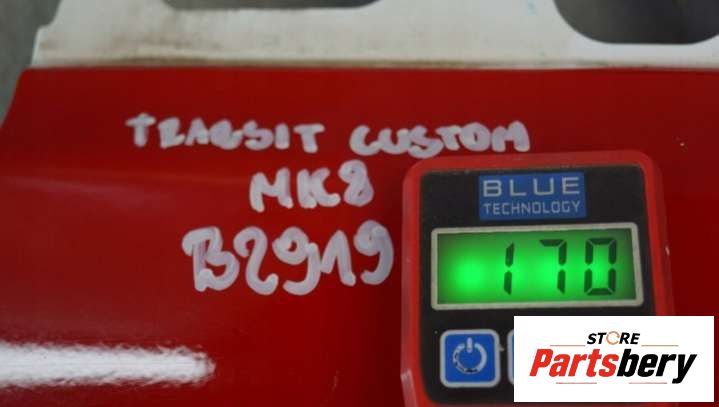 TRANSIT CUSTOM
MK8
B2919
BLUE
TECHNOLOGY
170
STORE
Partsbery